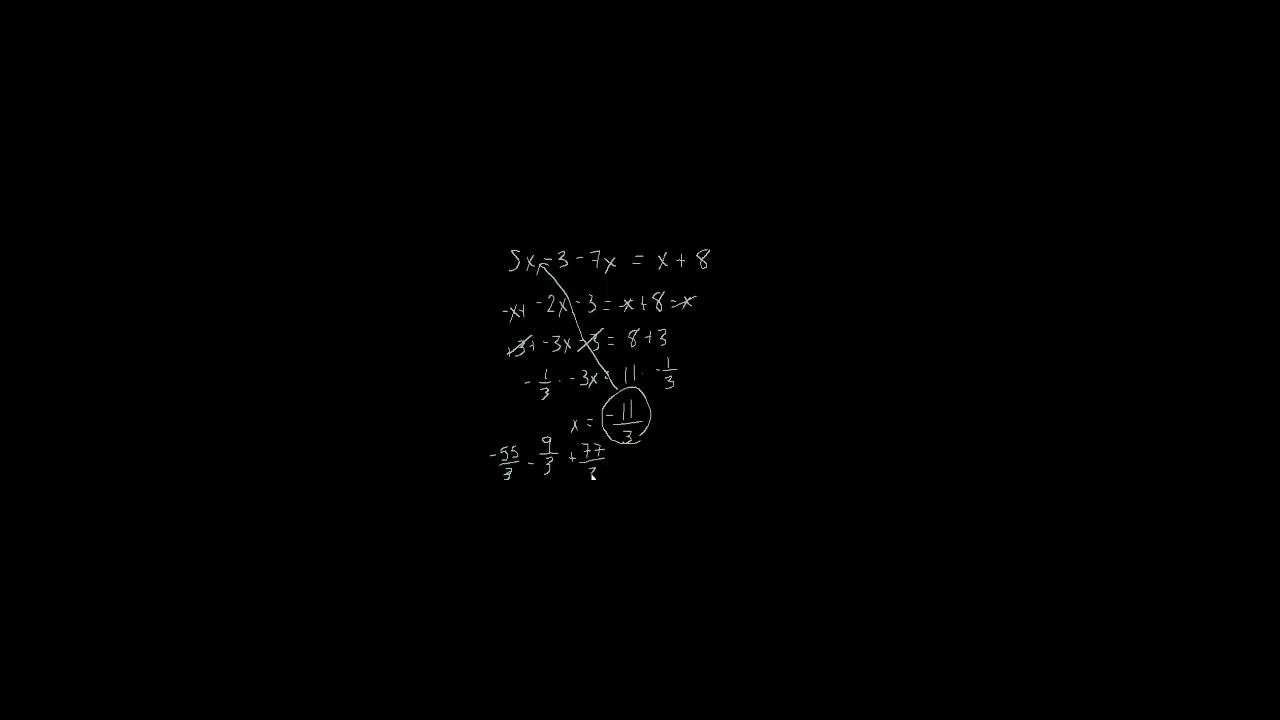 5x - 3 - 7x = x + 8
-x + -2x - 3 = x + 8 - x
+3 + -3x - 3 = 8 + 3
-1/3 · -3x = 11 · -1/3
x = -11/3
-55/3 - 9/3 + 77/3